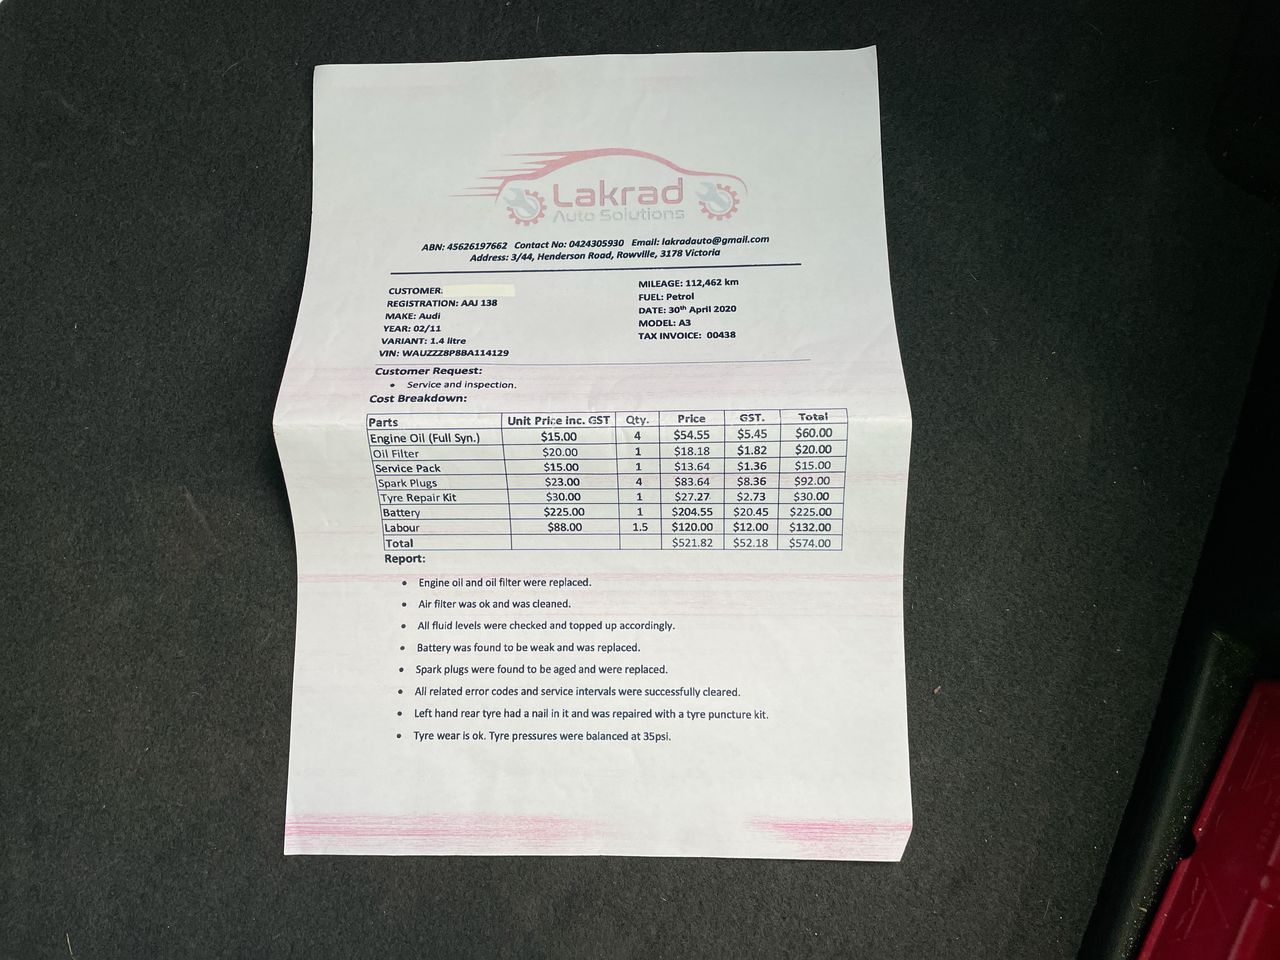 Lakrad
Auto Solutions
ABN: 45626197662 Contact No: 0424305930 Email: lakradauto@gmail.com
Address: 3/44, Henderson Road, Rowville, 3178 Victoria
CUSTOMER:
REGISTRATION: AAJ 138
MAKE: Audi
YEAR: 02/11
VARIANT: 1.4 litre
VIN: WAUZZZ8P8BA114129
MILEAGE: 112,462 km
FUEL: Petrol
DATE: 30th April 2020
MODEL: A3
TAX INVOICE: 00438
Customer Request:
• Service and inspection.
Cost Breakdown:
Parts Unit Price inc. GST Qty. Price GST. Total
Engine Oil (Full Syn.) $15.00 4 $54.55 $5.45 $60.00
Oil Filter $20.00 1 $18.18 $1.82 $20.00
Service Pack $15.00 1 $13.64 $1.36 $15.00
Spark Plugs $23.00 4 $83.64 $8.36 $92.00
Tyre Repair Kit $30.00 1 $27.27 $2.73 $30.00
Battery $225.00 1 $204.55 $20.45 $225.00
Labour $88.00 1.5 $120.00 $12.00 $132.00
Total $521.82 $52.18 $574.00
Report:
• Engine oil and oil filter were replaced.
• Air filter was ok and was cleaned.
• All fluid levels were checked and topped up accordingly.
• Battery was found to be weak and was replaced.
• Spark plugs were found to be aged and were replaced.
• All related error codes and service intervals were successfully cleared.
• Left hand rear tyre had a nail in it and was repaired with a tyre puncture kit.
• Tyre wear is ok. Tyre pressures were balanced at 35psi.